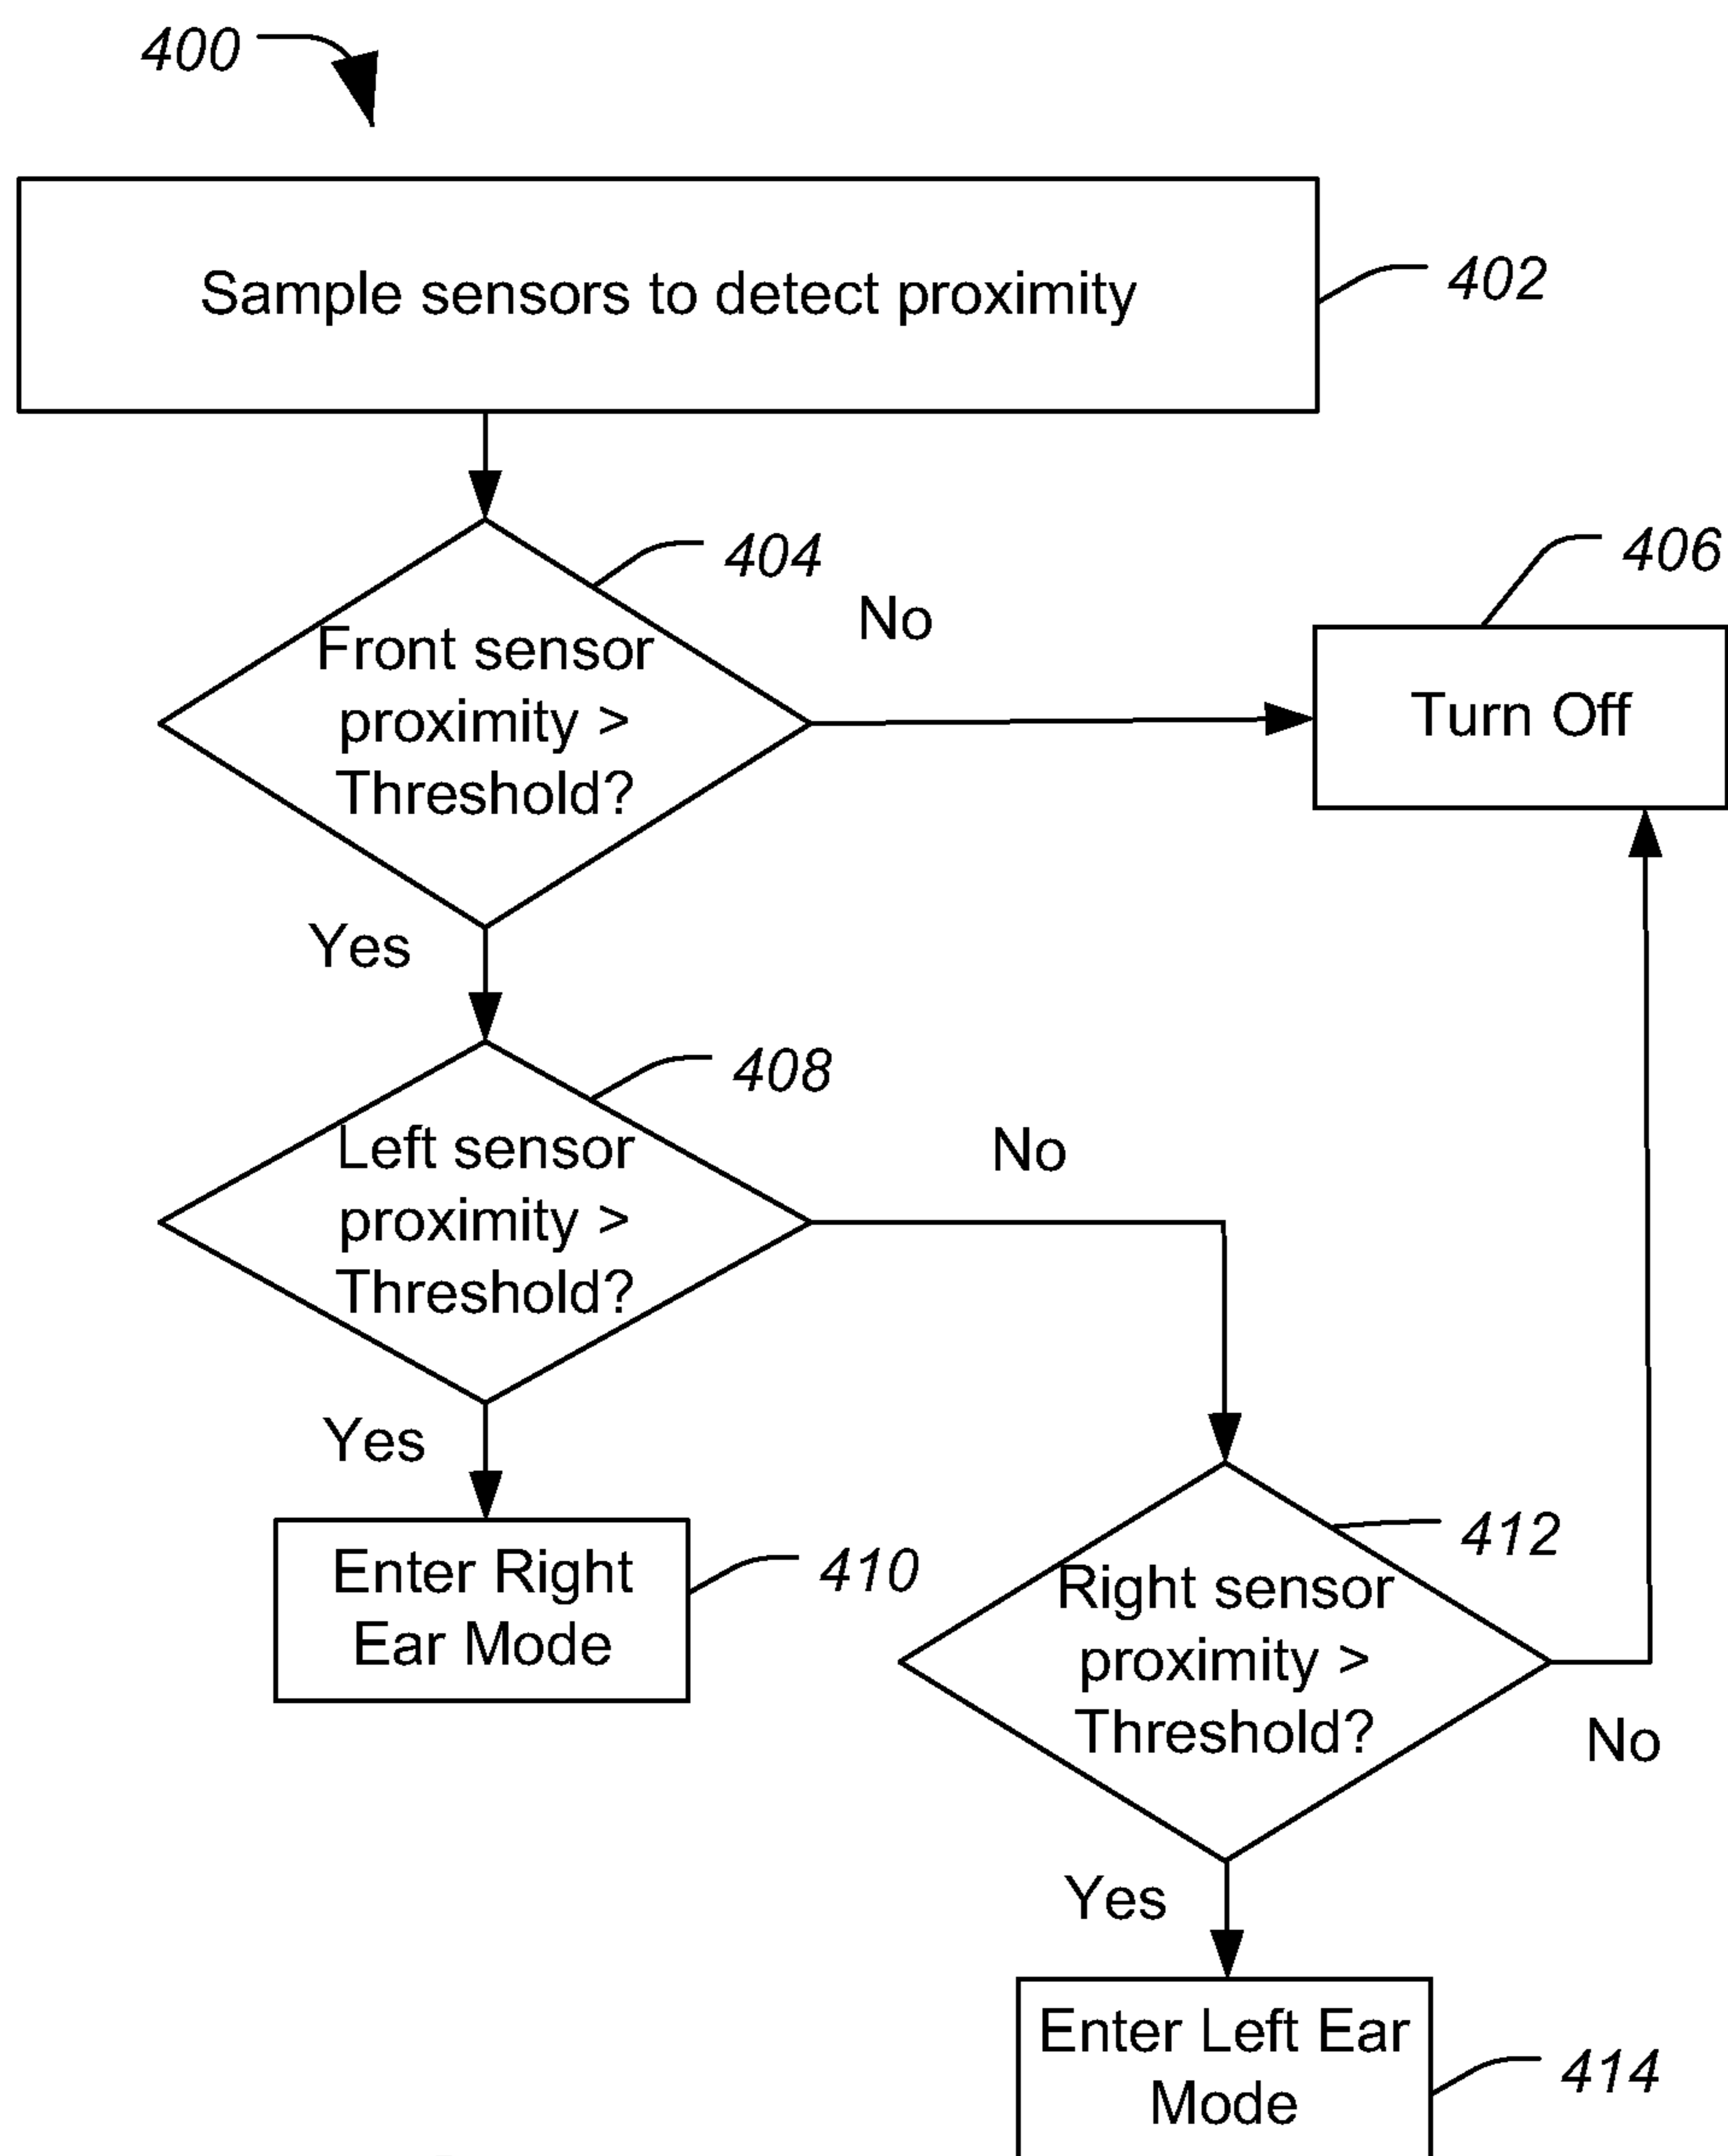 400
Sample sensors to detect proximity
402
404
No
406
Front sensor
proximity >
Threshold?
Turn Off
Yes
408
No
Left sensor
proximity >
Threshold?
Yes
Enter Right
Ear Mode
410
412
Right sensor
proximity >
Threshold?
No
Yes
Enter Left Ear
Mode
414